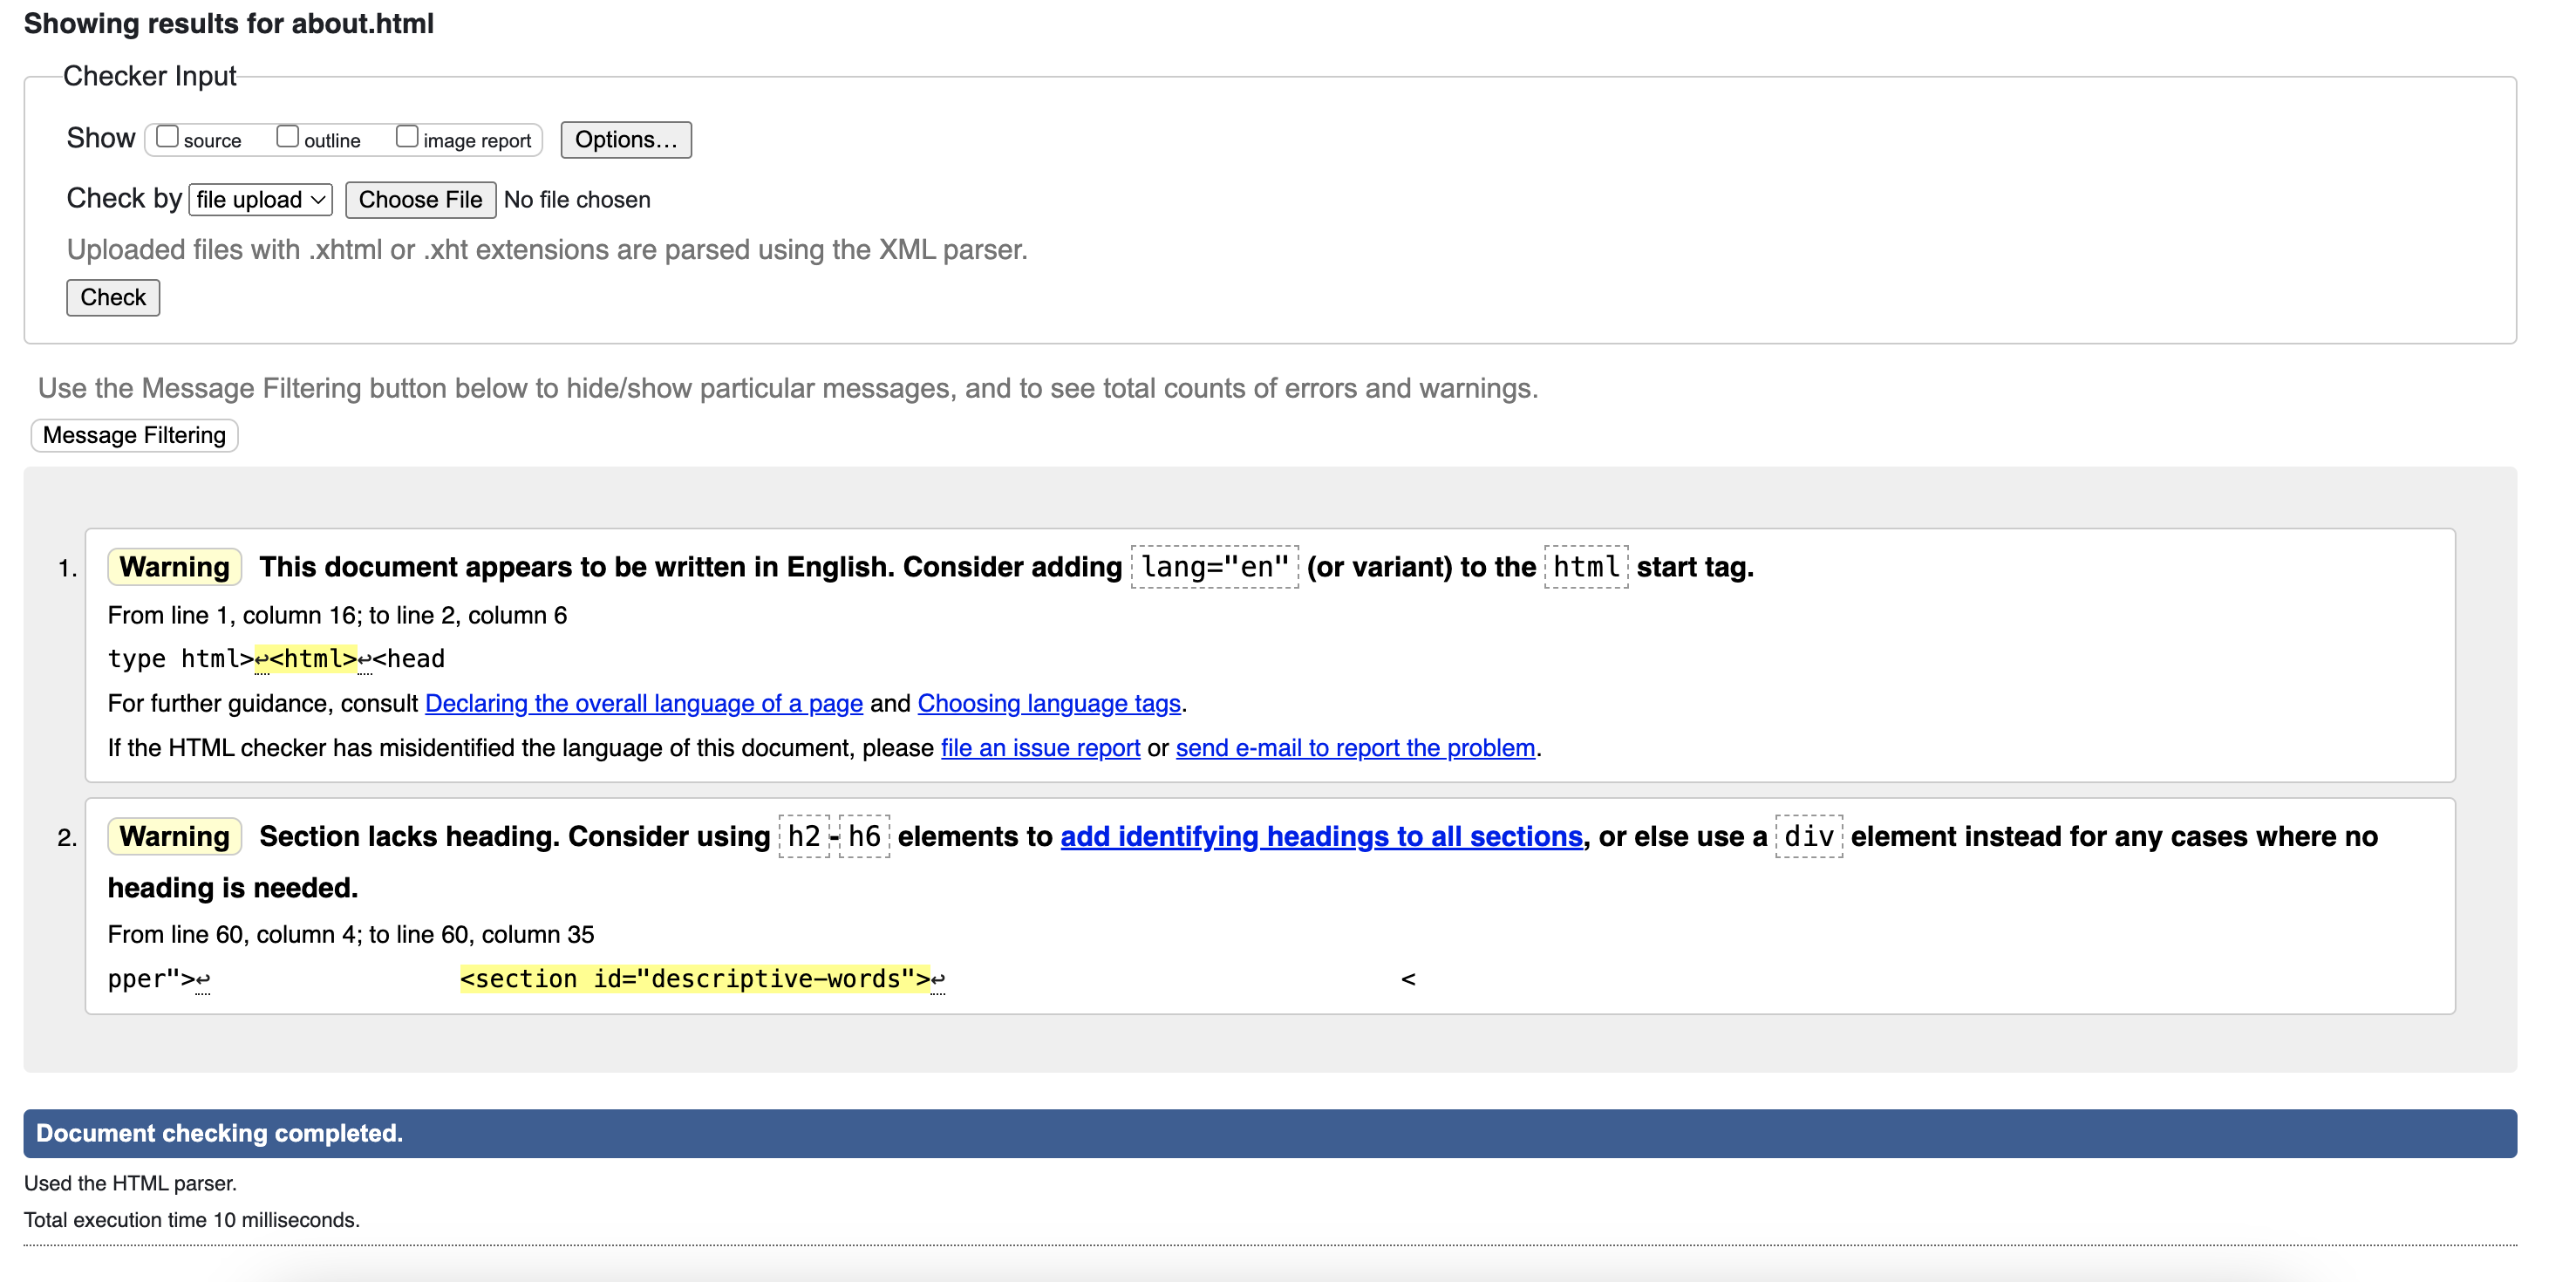 Showing results for about.html
Checker Input
Show source outline image report Options...
Check by file upload Choose File No file chosen
Uploaded files with .xhtml or .xht extensions are parsed using the XML parser.
Check
Use the Message Filtering button below to hide/show particular messages, and to see total counts of errors and warnings.
Message Filtering
1. Warning This document appears to be written in English. Consider adding lang="en" (or variant) to the html start tag.
From line 1, column 16; to line 2, column 6
type html>↩<html>↩<head
For further guidance, consult Declaring the overall language of a page and Choosing language tags.
If the HTML checker has misidentified the language of this document, please file an issue report or send e-mail to report the problem.
2. Warning Section lacks heading. Consider using h2-h6 elements to add identifying headings to all sections, or else use a div element instead for any cases where no
heading is needed.
From line 60, column 4; to line 60, column 35
pper">↩ <section id="descriptive-words">↩ <
Document checking completed.
Used the HTML parser.
Total execution time 10 milliseconds.